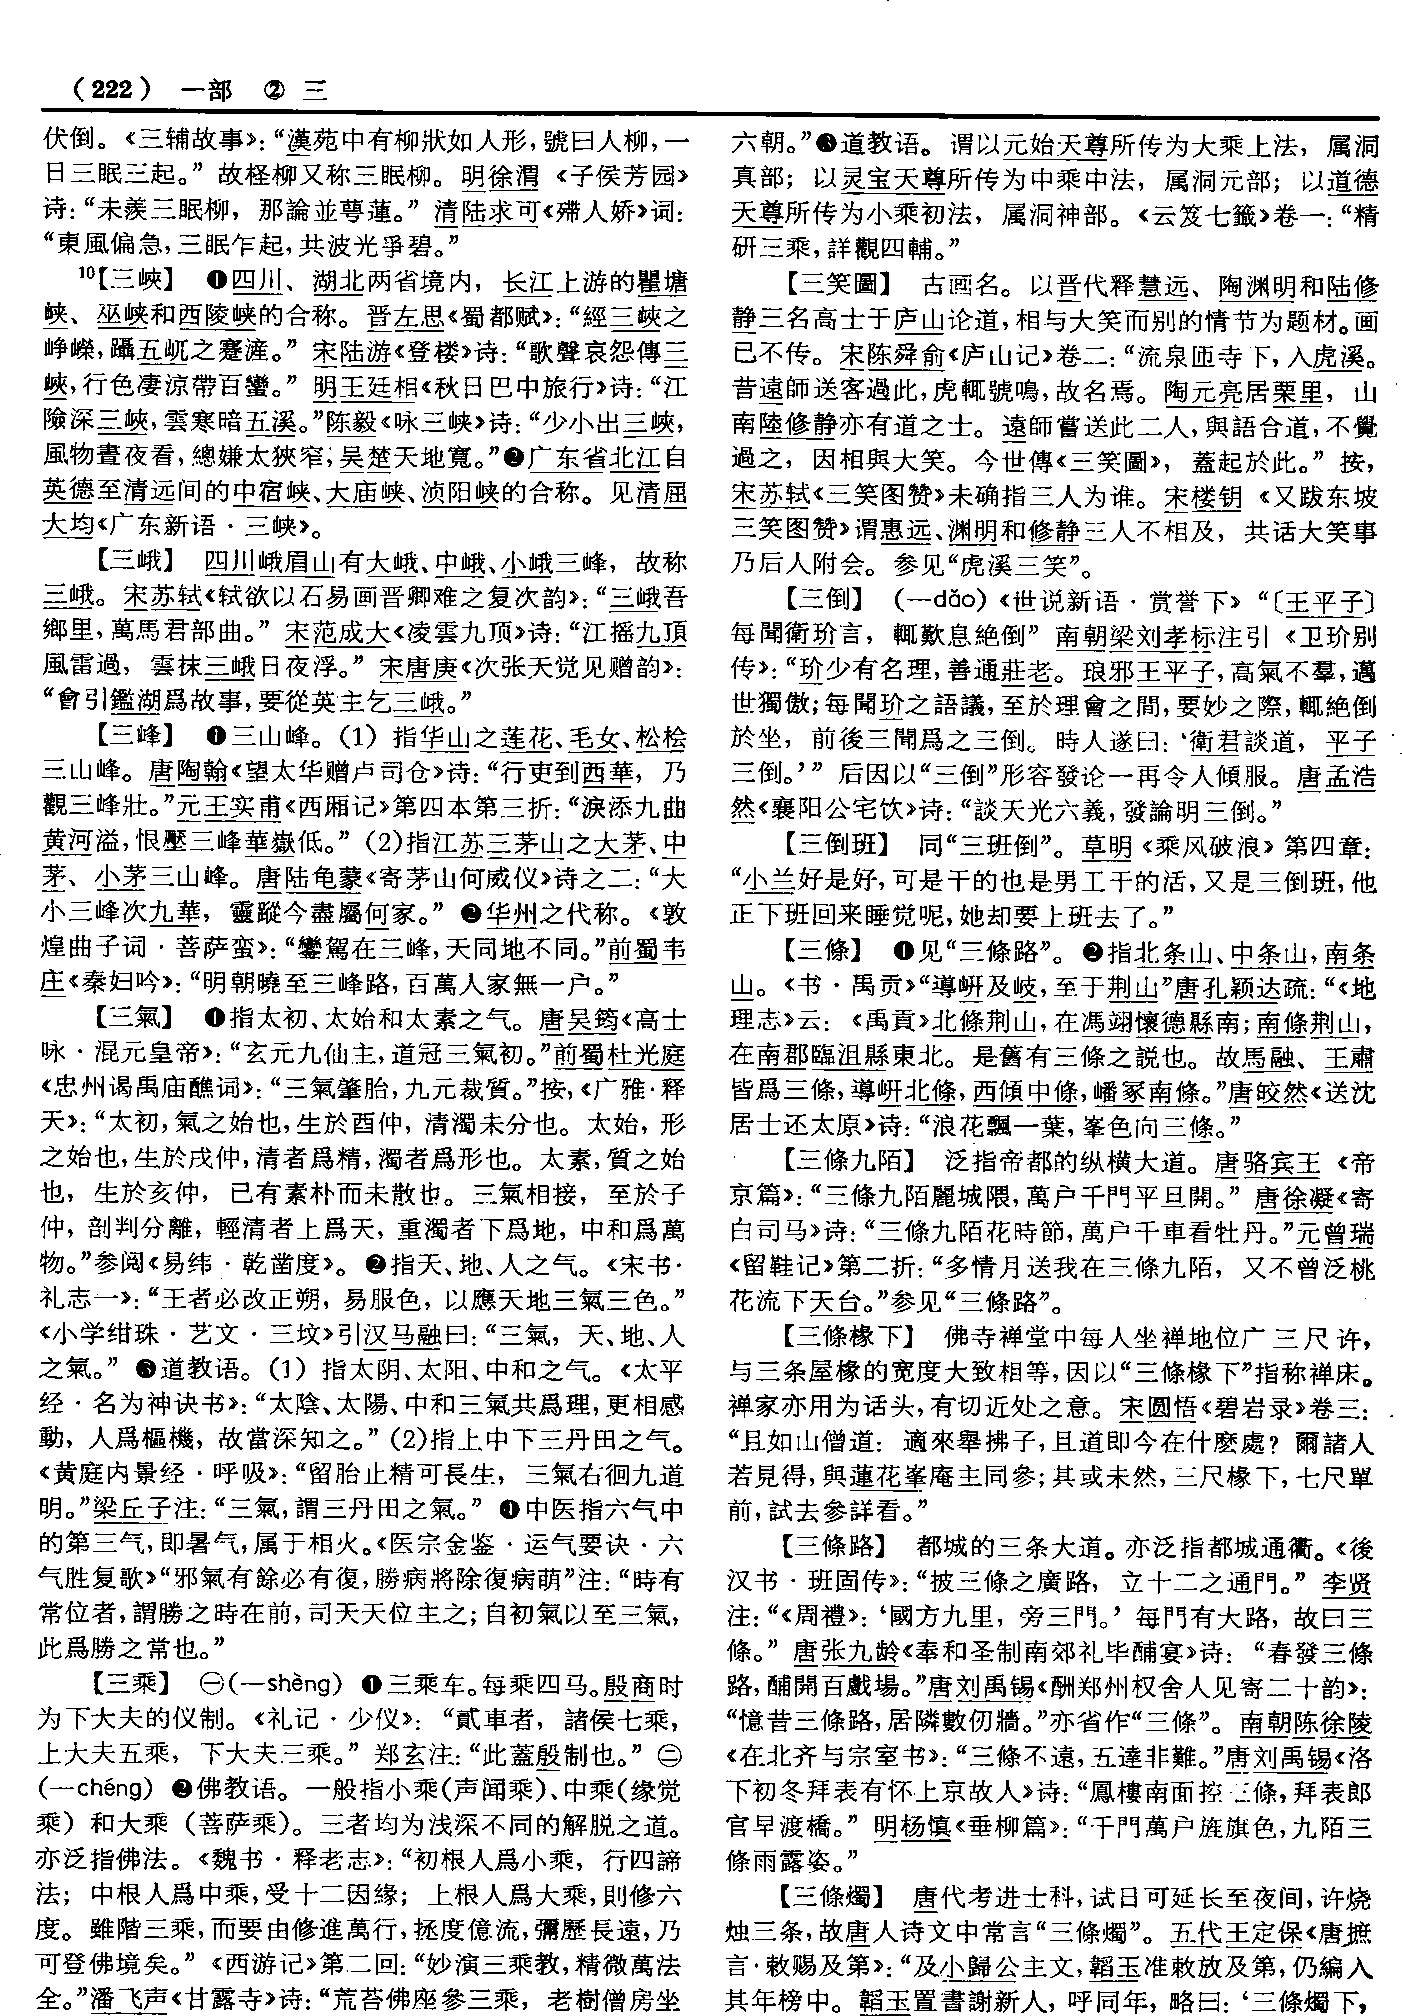 （222） 一部 ② 三
伏倒。《三辅故事》：“漢苑中有柳狀如人形，號曰人柳，一
日三眠三起。”故柽柳又称三眠柳。明徐渭《子侯芳园》
诗：“未羨三眠柳，那論並蕚蓮。”清陆求可《殢人娇》词：
“東風偏急，三眠乍起，共波光爭碧。”
10【三峽】 ❶四川、湖北两省境内，长江上游的瞿塘
峡、巫峡和西陵峡的合称。晋左思《蜀都赋》：“經三峽之
峥嶸，躡五屼之蹇滻。”宋陆游《登楼》诗：“歌聲哀怨傳三
峽，行色凄涼帶百蠻。”明王廷相《秋日巴中旅行》诗：“江
險深三峽，雲寒暗五溪。”陈毅《咏三峡》诗：“少小出三峽，
風物晝夜看，總嫌太狹窄，吴楚天地寬。”❷广东省北江自
英德至清远间的中宿峡、大庙峡、浈阳峡的合称。见清屈
大均《广东新语·三峡》。
【三峨】 四川峨眉山有大峨、中峨、小峨三峰，故称
三峨。宋苏轼《轼欲以石易画晋卿难之复次韵》：“三峨吾
鄉里，萬馬君部曲。”宋范成大《凌雲九顶》诗：“江摇九頂
風雷過，雲抹三峨日夜浮。”宋唐庚《次张天觉见赠韵》：
“會引鑑湖爲故事，要從英主乞三峨。”
【三峰】 ❶三山峰。（1）指华山之莲花、毛女、松桧
三山峰。唐陶翰《望太华赠卢司仓》诗：“行吏到西華，乃
觀三峰壯。”元王实甫《西厢记》第四本第三折：“淚添九曲
黄河溢，恨壓三峰華嶽低。”（2）指江苏三茅山之大茅、中
茅、小茅三山峰。唐陆龟蒙《寄茅山何威仪》诗之二：“大
小三峰次九華，靈蹤今盡屬何家。”❷华州之代称。《敦
煌曲子词·菩萨蛮》：“鑾駕在三峰，天同地不同。”前蜀韦
庄《秦妇吟》：“明朝曉至三峰路，百萬人家無一户。”
【三氣】 ❶指太初、太始和太素之气。唐吴筠《高士
咏·混元皇帝》：“玄元九仙主，道冠三氣初。”前蜀杜光庭
《忠州谒禹庙醮词》：“三氣肇胎，九元裁質。”按，《广雅·释
天》：“太初，氣之始也，生於酉仲，清濁未分也。太始，形
之始也，生於戌仲，清者爲精，濁者爲形也。太素，質之始
也，生於亥仲，已有素朴而未散也。三氣相接，至於子
仲，剖判分離，輕清者上爲天，重濁者下爲地，中和爲萬
物。”参阅《易纬·乾凿度》。❷指天、地、人之气。《宋书·
礼志一》：“王者必改正朔，易服色，以應天地三氣三色。”
《小学绀珠·艺文·三坟》引汉马融曰：“三氣，天、地、人
之氣。”❸道教语。（1）指太阴、太阳、中和之气。《太平
经·名为神诀书》：“太陰、太陽、中和三氣共爲理，更相感
動，人爲樞機，故當深知之。”（2）指上中下三丹田之气。
《黄庭内景经·呼吸》：“留胎止精可長生，三氣右徊九道
明。”梁丘子注：“三氣，謂三丹田之氣。”❹中医指六气中
的第三气，即暑气，属于相火。《医宗金鉴·运气要诀·六
气胜复歌》“邪氣有餘必有復，勝病將除復病萌”注：“時有
常位者，謂勝之時在前，司天天位主之；自初氣以至三氣，
此爲勝之常也。”
【三乘】 ㊀（一shèng）❶三乘车。每乘四马。殷商时
为下大夫的仪制。《礼记·少仪》：“貳車者，諸侯七乘，
上大夫五乘，下大夫三乘。”郑玄注：“此蓋殷制也。”㊁
（一chéng）❷佛教语。一般指小乘（声闻乘）、中乘（缘觉
乘）和大乘（菩萨乘）。三者均为浅深不同的解脱之道。
亦泛指佛法。《魏书·释老志》：“初根人爲小乘，行四諦
法；中根人爲中乘，受十二因緣；上根人爲大乘，則修六
度。雖階三乘，而要由修進萬行，拯度億流，彌歷長遠，乃
可登佛境矣。”《西游记》第二回：“妙演三乘教，精微萬法
全。”潘飞声《甘露寺》诗：“荒苔佛座參三乘，老樹僧房坐
六朝。”❸道教语。谓以元始天尊所传为大乘上法，属洞
真部；以灵宝天尊所传为中乘中法，属洞元部；以道德
天尊所传为小乘初法，属洞神部。《云笈七籤》卷一：“精
研三乘，詳觀四輔。”
【三笑圖】 古画名。以晋代释慧远、陶渊明和陆修
静三名高士于庐山论道，相与大笑而别的情节为题材。画
已不传。宋陈舜俞《庐山记》卷二：“流泉匝寺下，入虎溪。
昔遠師送客過此，虎輒號鳴，故名焉。陶元亮居栗里，山
南陸修静亦有道之士。遠師嘗送此二人，與語合道，不覺
過之，因相與大笑。今世傳《三笑圖》，蓋起於此。”按，
宋苏轼《三笑图赞》未确指三人为谁。宋楼钥《又跋东坡
三笑图赞》谓惠远、渊明和修静三人不相及，共话大笑事
乃后人附会。参见“虎溪三笑”。
【三倒】 （一dǎo）《世说新语·赏誉下》“〔王平子〕
每聞衛玠言，輒歎息絶倒”南朝梁刘孝标注引《卫玠别
传》：“玠少有名理，善通莊老。琅邪王平子，高氣不羣，邁
世獨傲；每聞玠之語議，至於理會之間，要妙之際，輒絶倒
於坐，前後三聞爲之三倒。時人遂曰：‘衛君談道，平子
三倒。’”后因以“三倒”形容發论一再令人傾服。唐孟浩
然《襄阳公宅饮》诗：“談天光六義，發論明三倒。”
【三倒班】 同“三班倒”。草明《乘风破浪》第四章：
“小兰好是好，可是干的也是男工干的活，又是三倒班，他
正下班回来睡觉呢，她却要上班去了。”
【三條】 ❶见“三條路”。❷指北条山、中条山，南条
山。《书·禹贡》“導岍及岐，至于荆山”唐孔颖达疏：“《地
理志》云：《禹貢》北條荆山，在馮翊懷德縣南；南條荆山，
在南郡臨沮縣東北。是舊有三條之説也。故馬融、王肅
皆爲三條，導岍北條，西傾中條，嶓冢南條。”唐皎然《送沈
居士还太原》诗：“浪花飄一葉，峯色向三條。”
【三條九陌】 泛指帝都的纵横大道。唐骆宾王《帝
京篇》：“三條九陌麗城隈，萬户千門平旦開。”唐徐凝《寄
白司马》诗：“三條九陌花時節，萬户千車看牡丹。”元曾瑞
《留鞋记》第二折：“多情月送我在三條九陌，又不曾泛桃
花流下天台。”参见“三條路”。
【三條椽下】 佛寺禅堂中每人坐禅地位广三尺许，
与三条屋椽的宽度大致相等，因以“三條椽下”指称禅床。
禅家亦用为话头，有切近处之意。宋圆悟《碧岩录》卷三：
“且如山僧道：適來舉拂子，且道即今在什麽處？爾諸人
若見得，與蓮花峯庵主同參；其或未然，三尺椽下，七尺單
前，試去參詳看。”
【三條路】 都城的三条大道。亦泛指都城通衢。《後
汉书·班固传》：“披三條之廣路，立十二之通門。”李贤
注：“《周禮》：‘國方九里，旁三門。’每門有大路，故曰三
條。”唐张九龄《奉和圣制南郊礼毕酺宴》诗：“春發三條
路，酺開百戲場。”唐刘禹锡《酬郑州权舍人见寄二十韵》：
“憶昔三條路，居隣數仞牆。”亦省作“三條”。南朝陈徐陵
《在北齐与宗室书》：“三條不遠，五達非難。”唐刘禹锡《洛
下初冬拜表有怀上京故人》诗：“鳳樓南面控三條，拜表郎
官早渡橋。”明杨慎《垂柳篇》：“千門萬户旌旗色，九陌三
條雨露姿。”
【三條燭】 唐代考进士科，试日可延长至夜间，许烧
烛三条，故唐人诗文中常言“三條燭”。五代王定保《唐摭
言·敕赐及第》：“及小歸公主文，韜玉准敕放及第，仍編入
其年榜中。韜玉置書謝新人，呼同年，略曰：‘三條燭下，